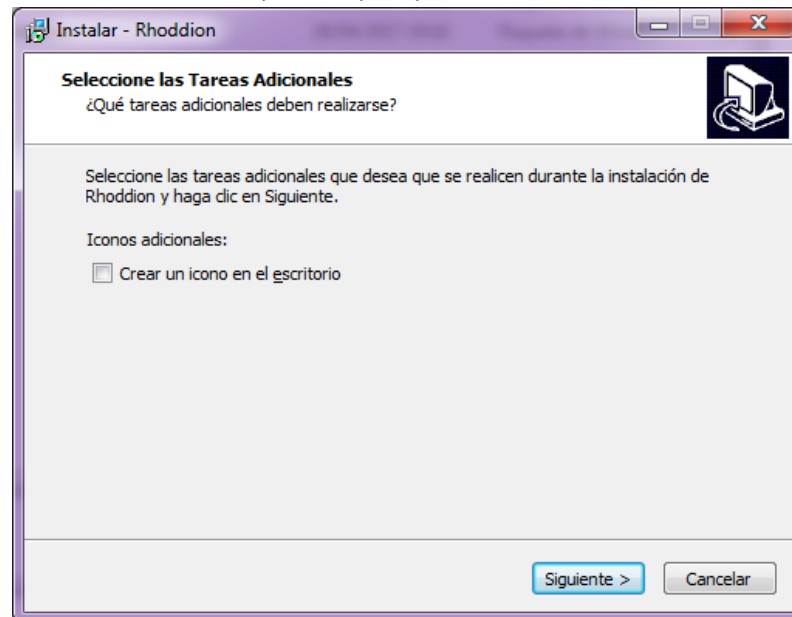 Instalar - Rhoddion
Seleccione las Tareas Adicionales
¿Qué tareas adicionales deben realizarse?
Seleccione las tareas adicionales que desea que se realicen durante la instalación de
Rhoddion y haga clic en Siguiente.
Iconos adicionales:
Crear un icono en el escritorio
Siguiente >
Cancelar